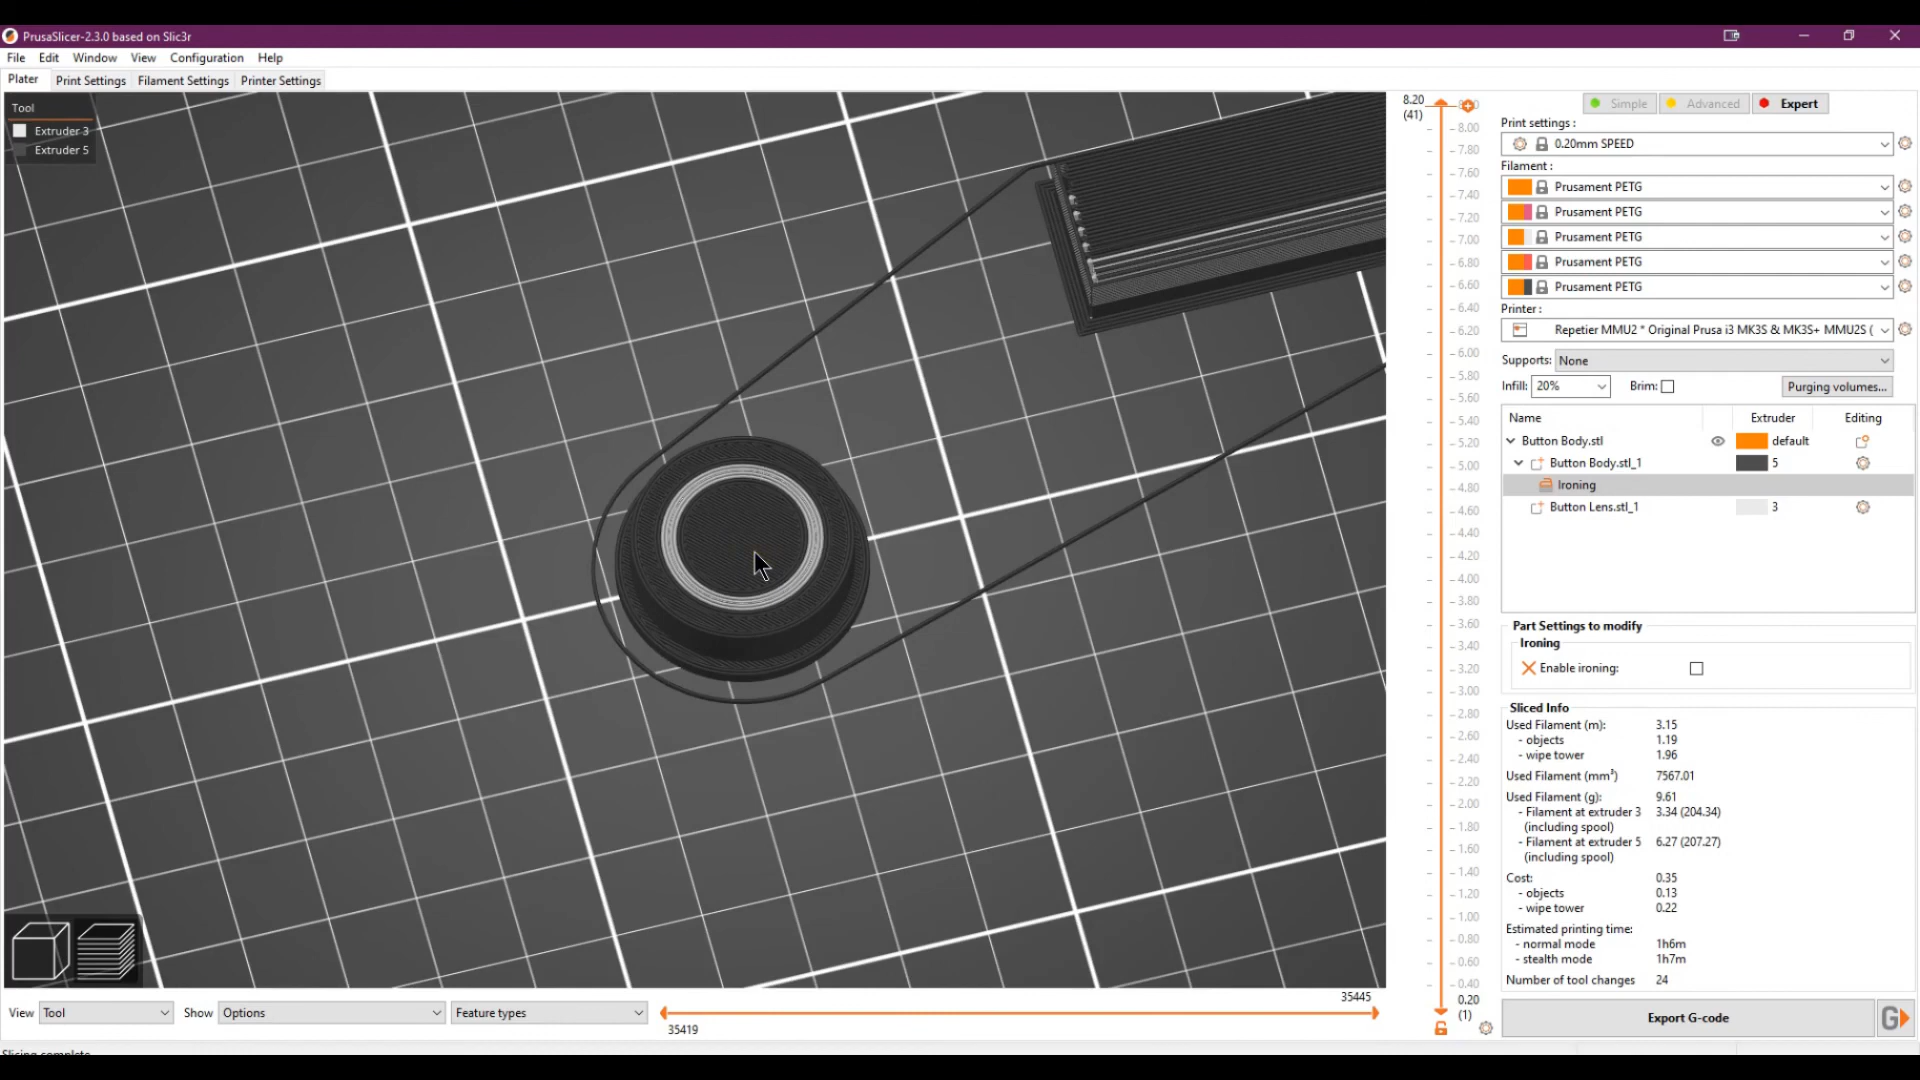 PrusaSlicer-2.3.0 based on Slic3r
File Edit Window View Configuration Help
Plater Print Settings Filament Settings Printer Settings
Tool
Extruder 3
Extruder 5
8.20
(41)
8.00
7.80
7.60
7.40
7.20
7.00
6.80
6.60
6.40
6.20
6.00
5.80
5.60
5.40
5.20
5.00
4.80
4.60
4.40
4.20
4.00
3.80
3.60
3.40
3.20
3.00
2.80
2.60
2.40
2.20
2.00
1.80
1.60
1.40
1.20
1.00
0.80
0.60
0.40
0.20
(1)
Simple Advanced Expert
Print settings :
0.20mm SPEED
Filament :
Prusament PETG
Prusament PETG
Prusament PETG
Prusament PETG
Prusament PETG
Printer :
Repetier MMU2 * Original Prusa i3 MK3S & MK3S+ MMU2S (
Supports: None
Infill: 20% Brim: Purging volumes...
Name Extruder Editing
Button Body.stl default
Button Body.stl_1 5
Ironing
Button Lens.stl_1 3
Part Settings to modify
Ironing
Enable ironing:
Sliced Info
Used Filament (m): 3.15
- objects 1.19
- wipe tower 1.96
Used Filament (mm³) 7567.01
Used Filament (g): 9.61
- Filament at extruder 3 3.34 (204.34)
(including spool)
- Filament at extruder 5 6.27 (207.27)
(including spool)
Cost: 0.35
- objects 0.13
- wipe tower 0.22
Estimated printing time:
- normal mode 1h6m
- stealth mode 1h7m
Number of tool changes 24
Export G-code
View Tool Show Options Feature types
35445
35419
Slicing complete